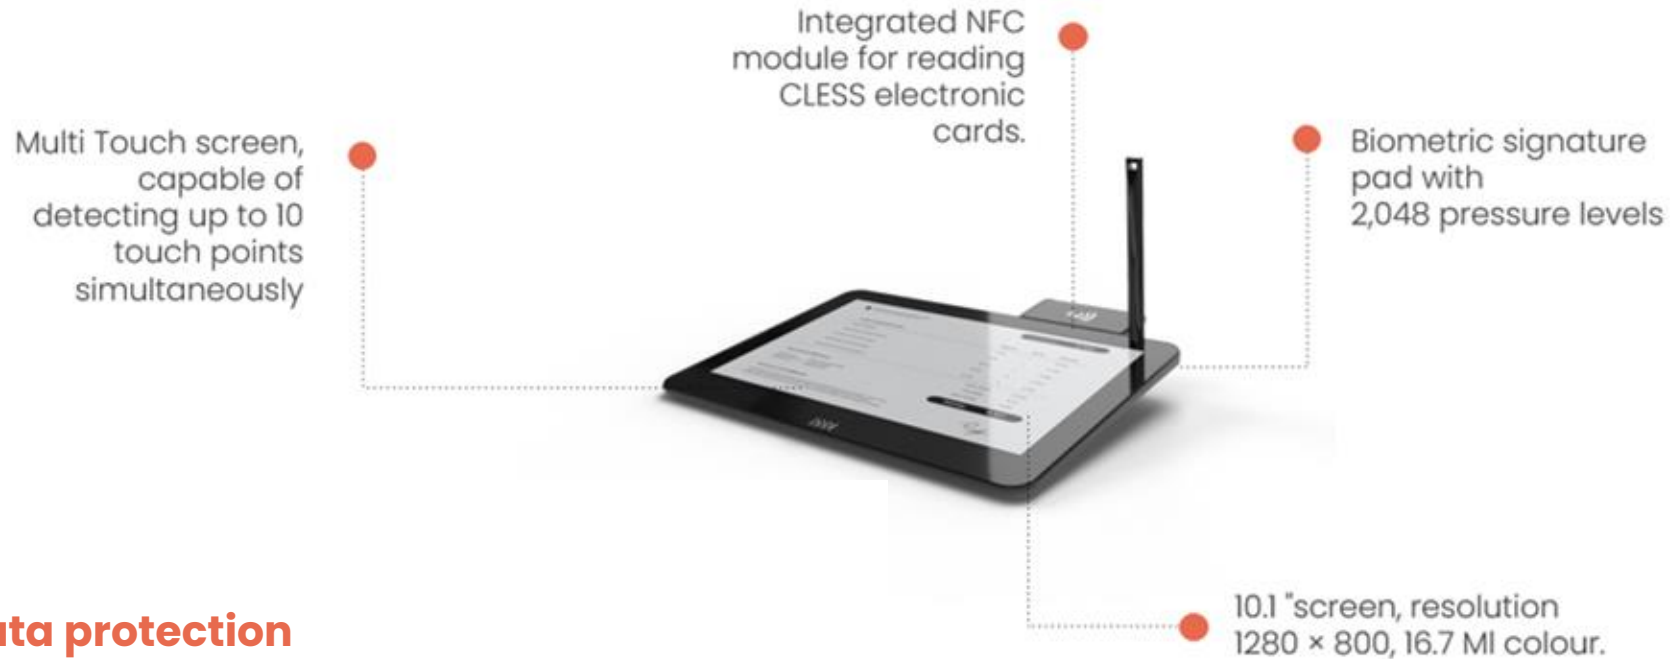 Integrated NFC
module for reading
CLESS electronic
cards.
Multi Touch screen,
capable of
detecting up to 10
touch points
simultaneously
Biometric signature
pad with
2,048 pressure levels
10.1 "screen, resolution
1280 × 800, 16.7 Ml colour.
protection